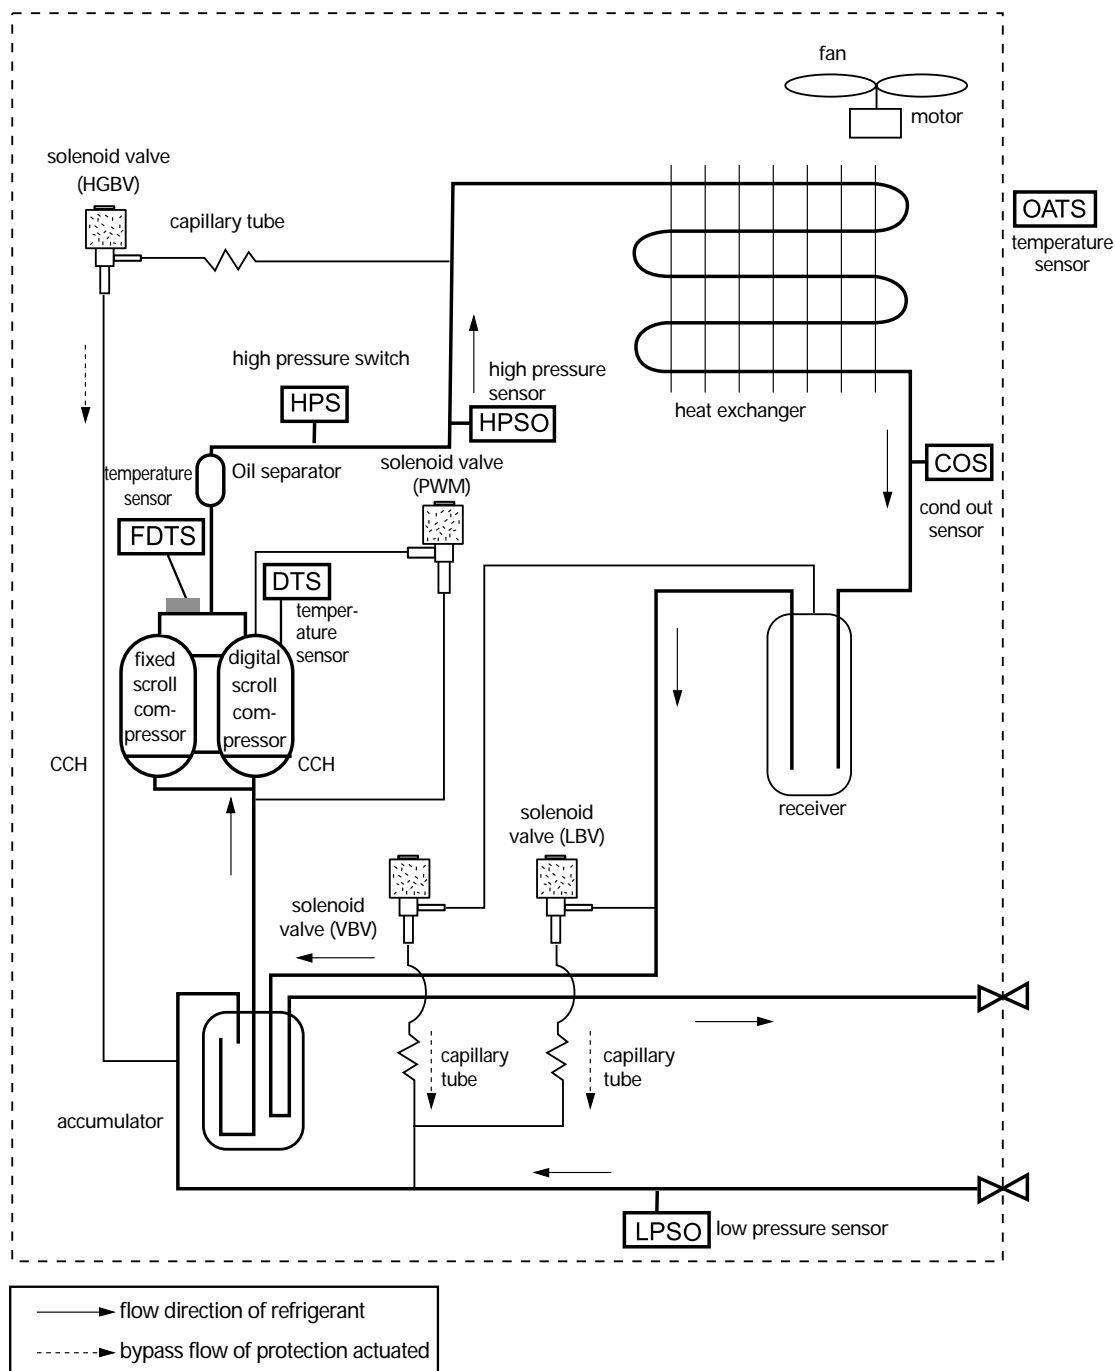 fan
motor
solenoid valve
(HGBV)
capillary tube
OATS
temperature
sensor
high pressure switch
HPS
high pressure
sensor
HPSO
heat exchanger
COS
cond out
sensor
temperature
sensor
Oil separator
solenoid valve
(PWM)
FDTS
DTS
temper-
ature
sensor
fixed
scroll
com-
pressor
digital
scroll
com-
pressor
CCH
CCH
receiver
solenoid
valve (LBV)
solenoid
valve (VBV)
capillary
tube
capillary
tube
accumulator
LPSO
low pressure sensor
flow direction of refrigerant
bypass flow of protection actuated